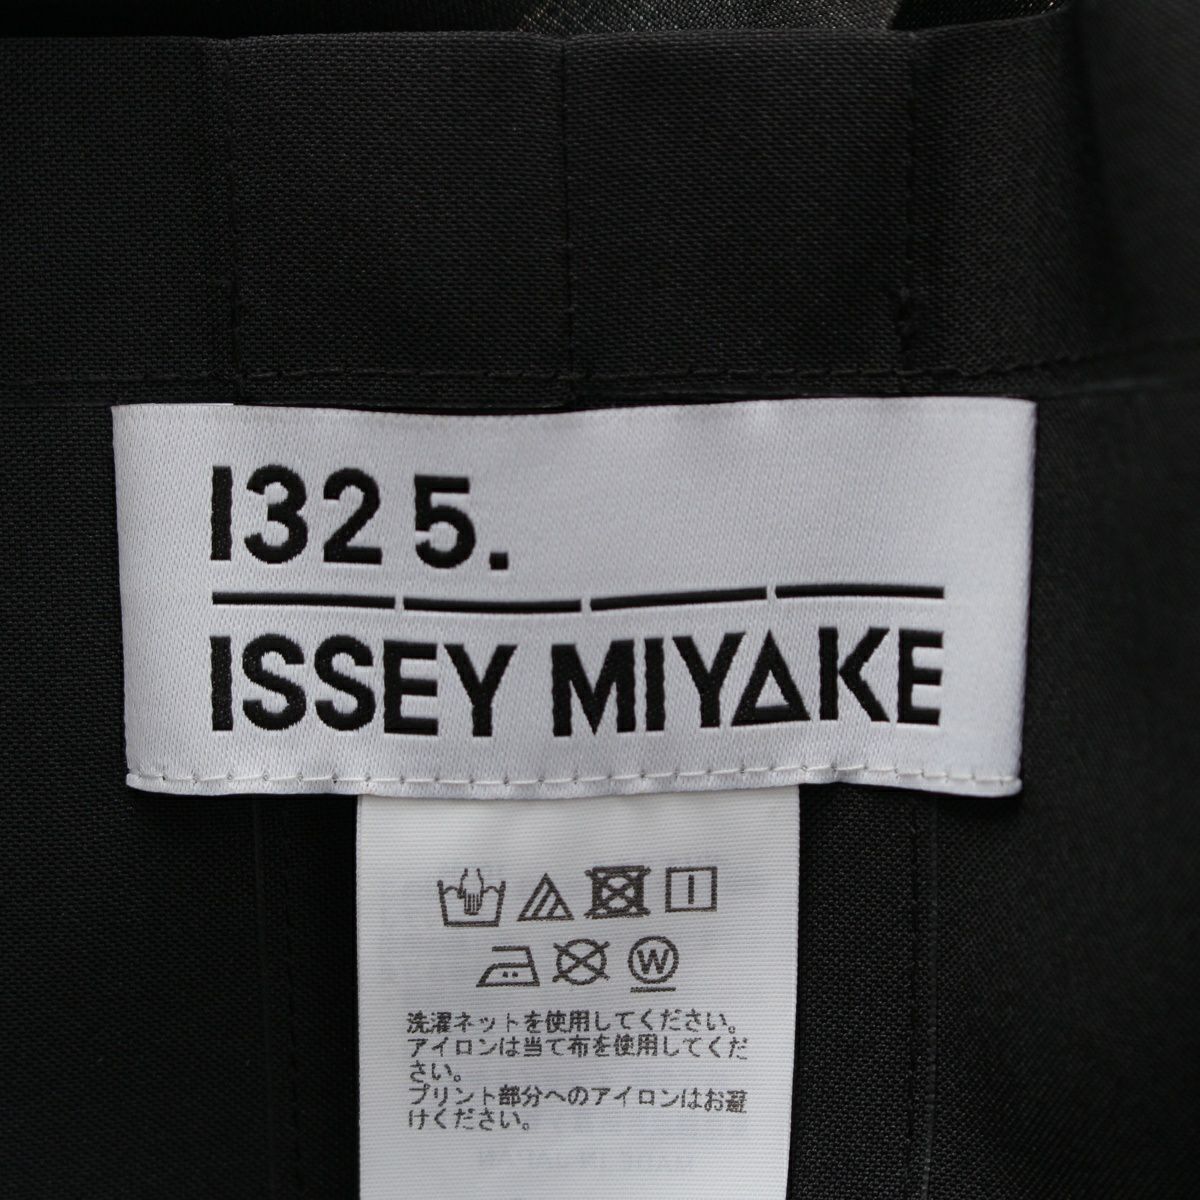 132 5.
ISSEY MIYAKE
W
洗濯ネットを使用してください。
アイロンは当て布を使用してくだ
さい。
プリント部分へのアイロンはお避
けください。